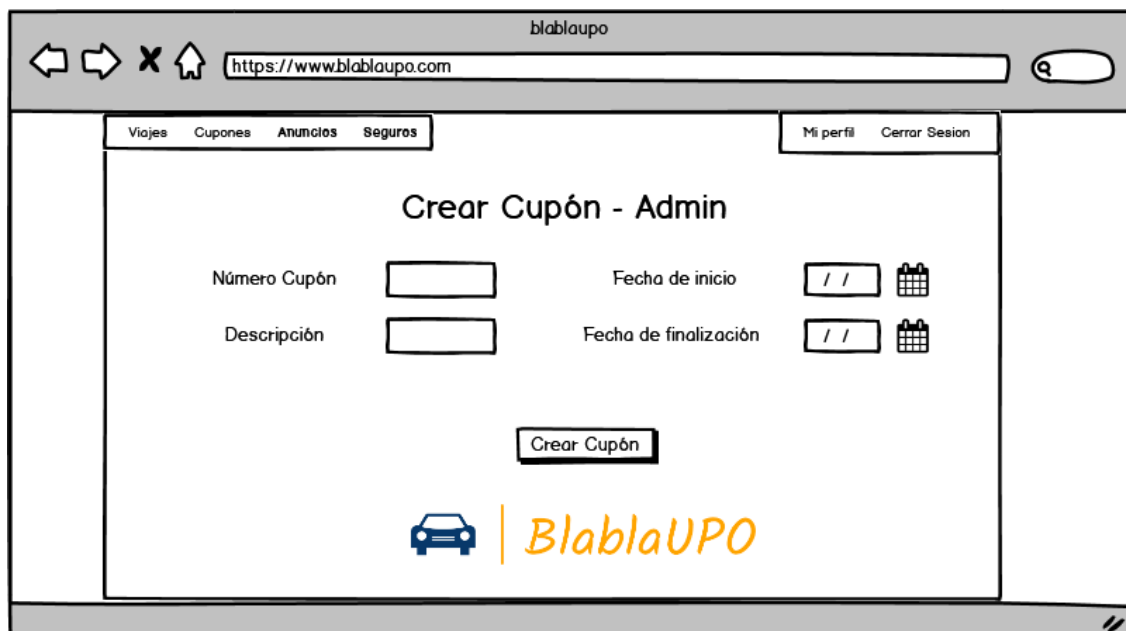 blablaupo
https://www.blablaupo.com
Viajes Cupones Anuncios Seguros Mi perfil Cerrar Sesion
Crear Cupón - Admin
Número Cupón Fecha de inicio / /
Descripción Fecha de finalización / /
Crear Cupón
BlablaUPO